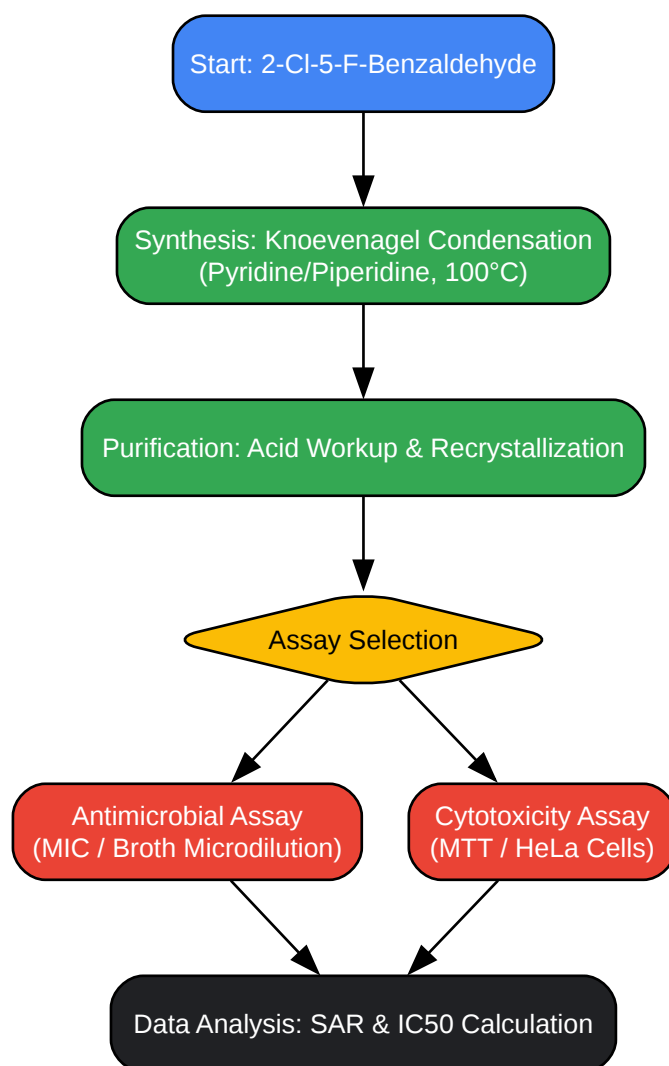 Start: 2-Cl-5-F-Benzaldehyde
Synthesis: Knoevenagel Condensation
(Pyridine/Piperidine, 100°C)
Purification: Acid Workup & Recrystallization
Assay Selection
Antimicrobial Assay
(MIC / Broth Microdilution)
Cytotoxicity Assay
(MTT / HeLa Cells)
Data Analysis: SAR & IC50 Calculation